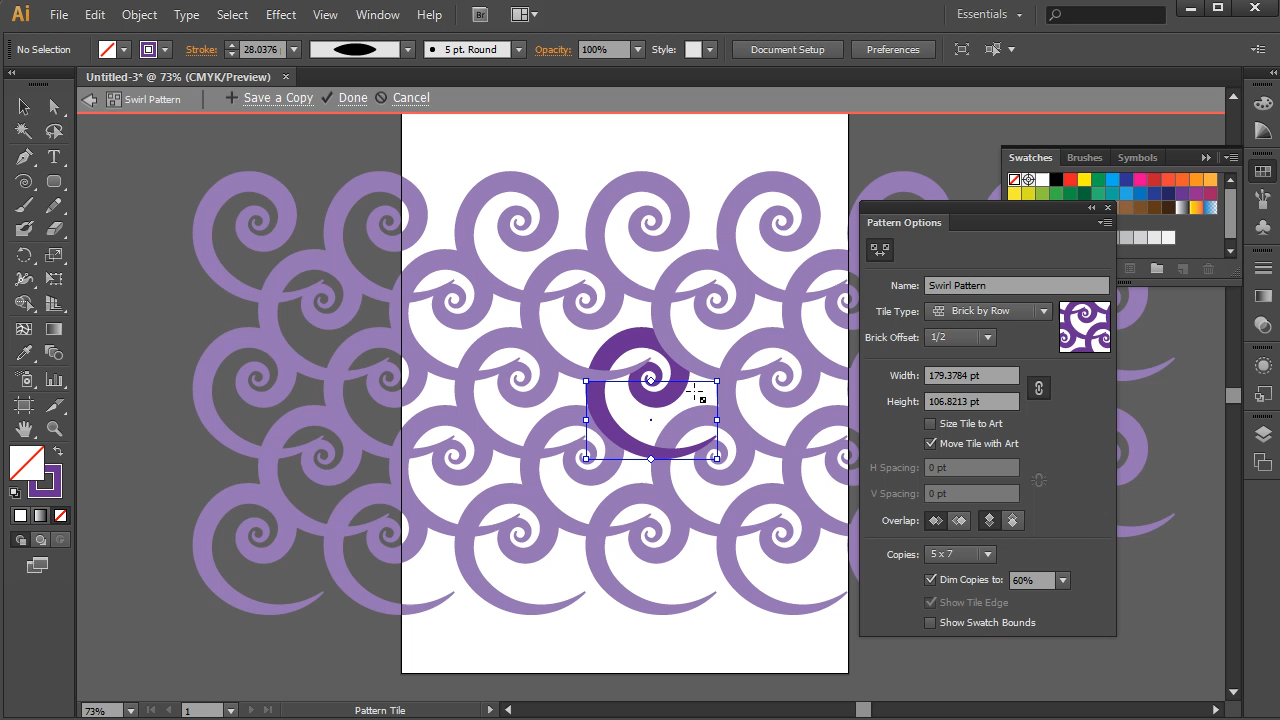 Ai File Edit Object Type Select Effect View Window Help Br Essentials
No Selection Stroke: 28.0376 5 pt. Round Opacity: 100% Style: Document Setup Preferences
Untitled-3* @ 73% (CMYK/Preview)
Swirl Pattern Save a Copy Done Cancel
Swatches Brushes Symbols
Pattern Options
Name: Swirl Pattern
Tile Type: Brick by Row
Brick Offset: 1/2
Width: 179.3784 pt
Height: 106.8213 pt
Size Tile to Art
Move Tile with Art
H Spacing: 0 pt
V Spacing: 0 pt
Overlap:
Copies: 5 x 7
Dim Copies to: 60%
Show Tile Edge
Show Swatch Bounds
73% 1 Pattern Tile